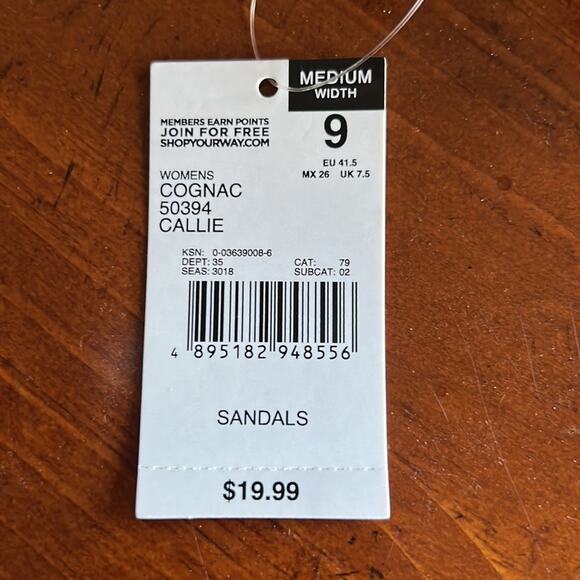 MEDIUM
WIDTH
9
EU 41.5
MX 26 UK 7.5
MEMBERS EARN POINTS
JOIN FOR FREE
SHOPYOURWAY.COM
WOMENS
COGNAC
50394
CALLIE
KSN: 0-03639008-6
DEPT: 35 CAT: 79
SEAS: 3018 SUBCAT: 02
4 895182 948556
SANDALS
$19.99